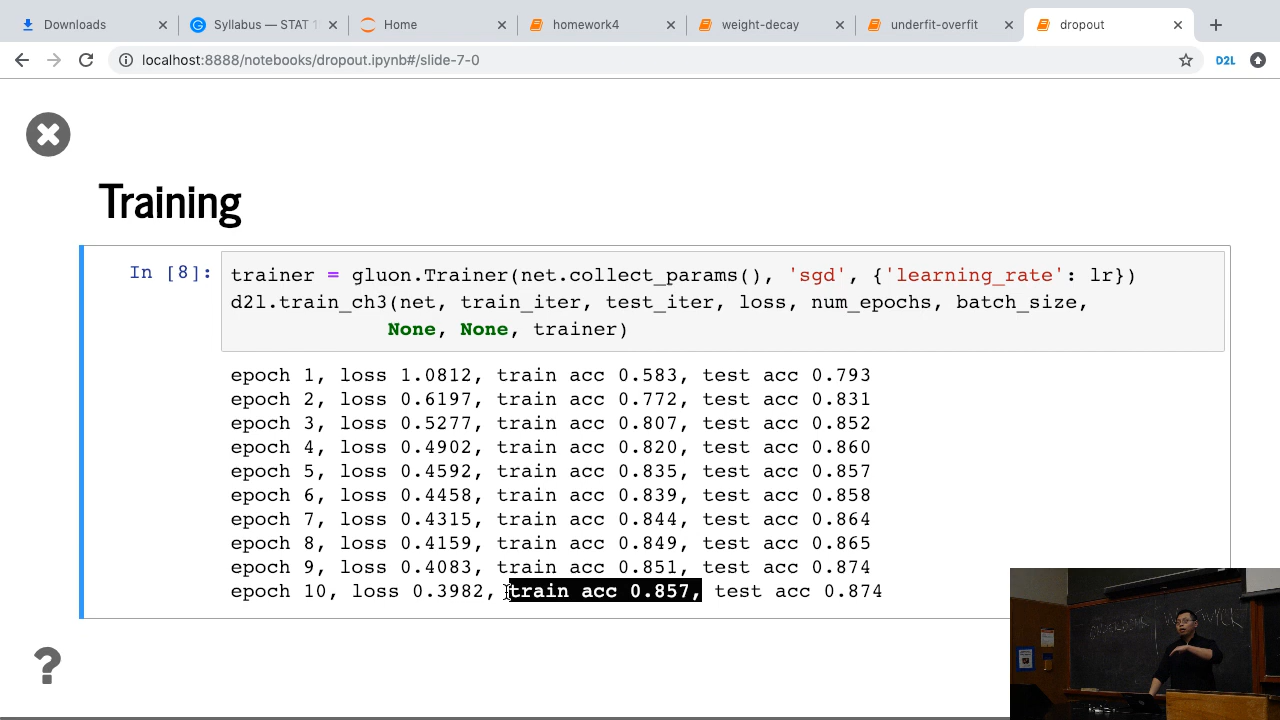 Downloads
Syllabus — STAT 1
Home
homework4
weight-decay
underfit-overfit
dropout
localhost:8888/notebooks/dropout.ipynb#/slide-7-0
D2L
Training
In [8]:
trainer = gluon.Trainer(net.collect_params(), 'sgd', {'learning_rate': lr})
d2l.train_ch3(net, train_iter, test_iter, loss, num_epochs, batch_size,
None, None, trainer)
epoch 1, loss 1.0812, train acc 0.583, test acc 0.793
epoch 2, loss 0.6197, train acc 0.772, test acc 0.831
epoch 3, loss 0.5277, train acc 0.807, test acc 0.852
epoch 4, loss 0.4902, train acc 0.820, test acc 0.860
epoch 5, loss 0.4592, train acc 0.835, test acc 0.857
epoch 6, loss 0.4458, train acc 0.839, test acc 0.858
epoch 7, loss 0.4315, train acc 0.844, test acc 0.864
epoch 8, loss 0.4159, train acc 0.849, test acc 0.865
epoch 9, loss 0.4083, train acc 0.851, test acc 0.874
epoch 10, loss 0.3982, train acc 0.857, test acc 0.874
?